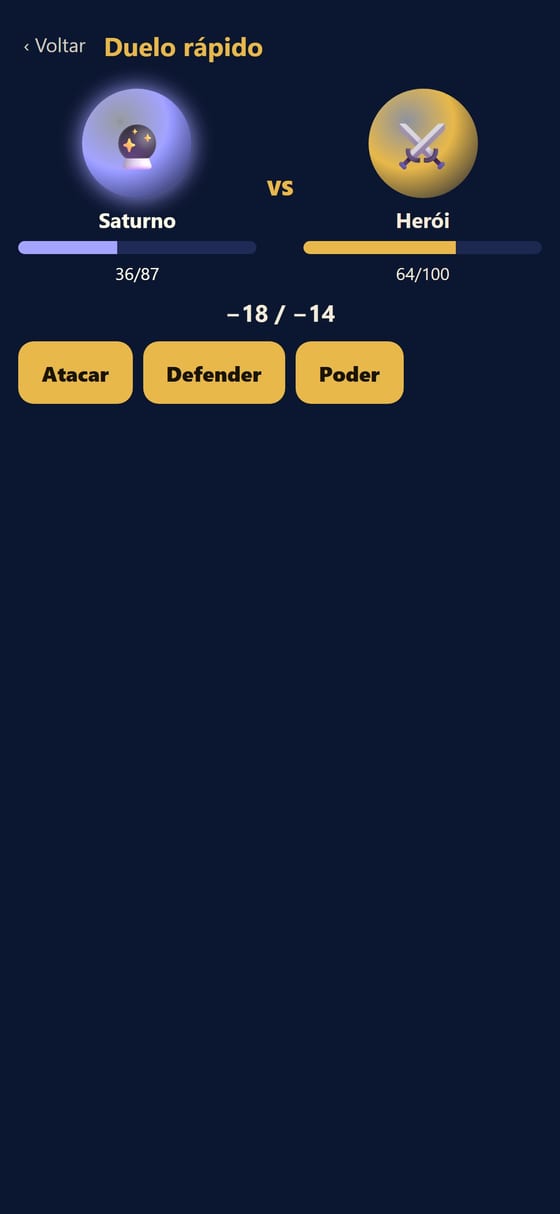 ‹ Voltar Duelo rápido
vs
Saturno Herói
36/87 64/100
−18 / −14
Atacar Defender Poder